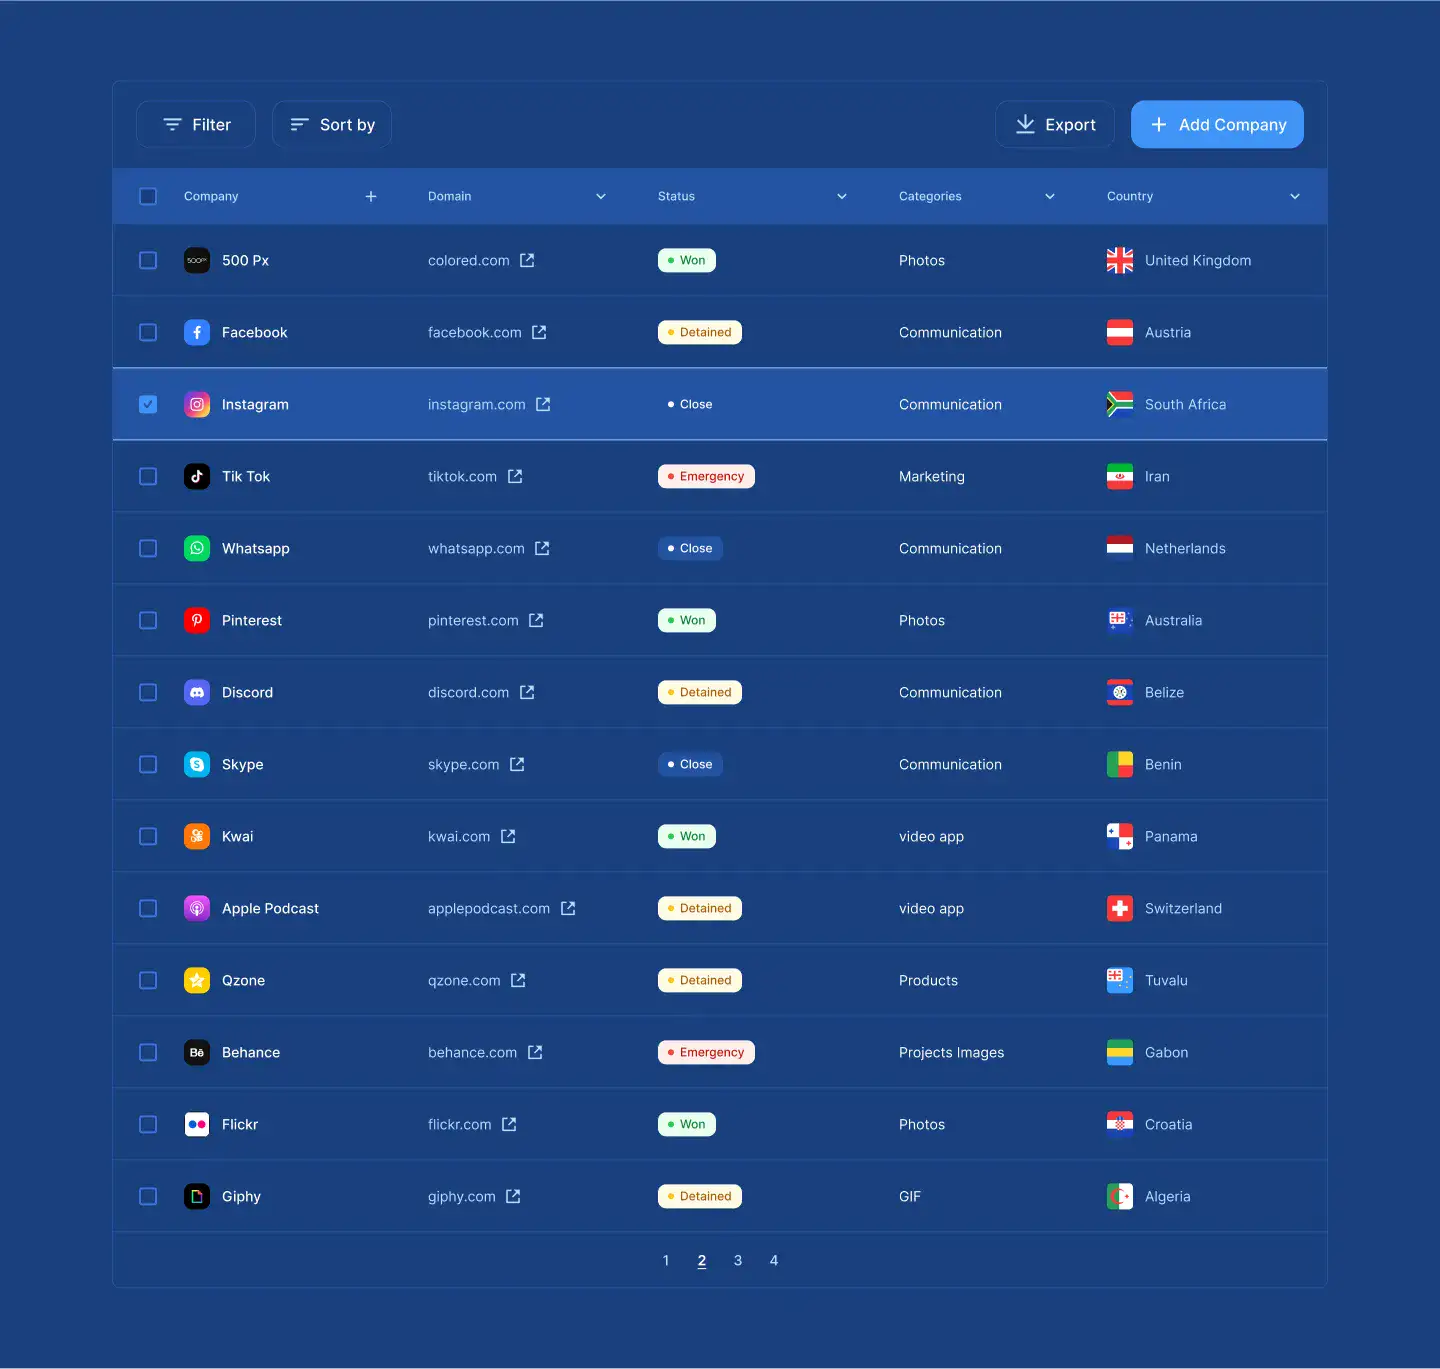 Filter Sort by Export + Add Company
Company + Domain Status Categories Country
500px 500 Px colored.com Won Photos United Kingdom
Facebook facebook.com Detained Communication Austria
Instagram instagram.com Close Communication South Africa
Tik Tok tiktok.com Emergency Marketing Iran
Whatsapp whatsapp.com Close Communication Netherlands
Pinterest pinterest.com Won Photos Australia
Discord discord.com Detained Communication Belize
S Skype skype.com Close Communication Benin
Kwai kwai.com Won video app Panama
Apple Podcast applepodcast.com Detained video app Switzerland
Qzone qzone.com Detained Products Tuvalu
Bē Behance behance.com Emergency Projects Images Gabon
Flickr flickr.com Won Photos Croatia
Giphy giphy.com Detained GIF Algeria
1 2 3 4